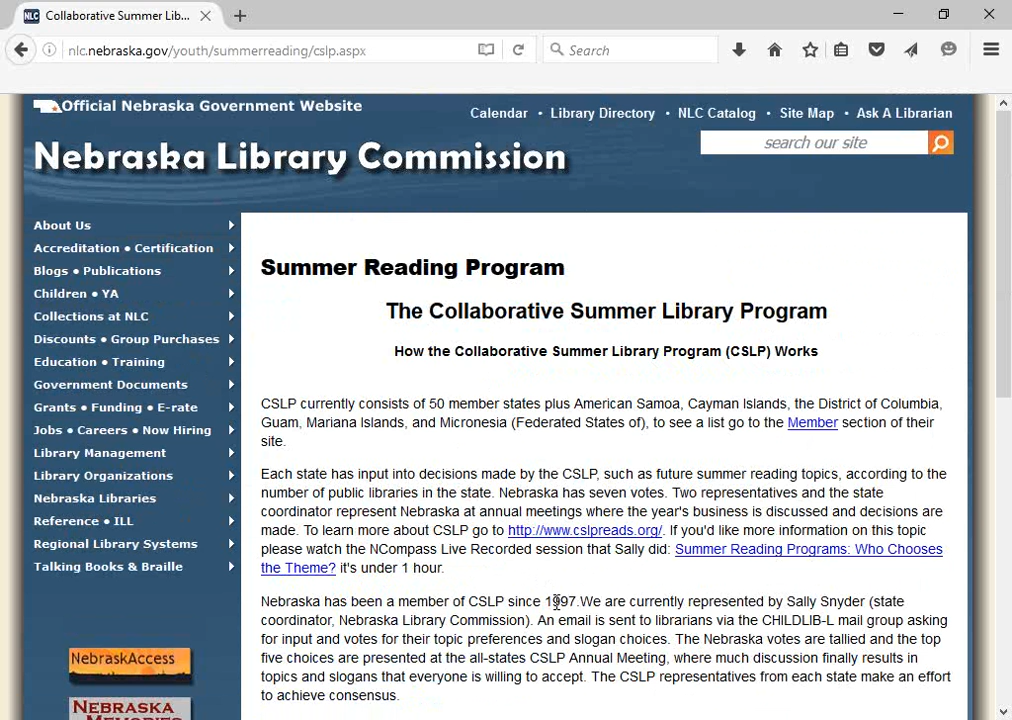 NLC Collaborative Summer Lib...
nlc.nebraska.gov/youth/summerreading/cslp.aspx
Search
Official Nebraska Government Website
Calendar • Library Directory • NLC Catalog • Site Map • Ask A Librarian
Nebraska Library Commission
search our site
About Us
Accreditation • Certification
Blogs • Publications
Children • YA
Collections at NLC
Discounts • Group Purchases
Education • Training
Government Documents
Grants • Funding • E-rate
Jobs • Careers • Now Hiring
Library Management
Library Organizations
Nebraska Libraries
Reference • ILL
Regional Library Systems
Talking Books & Braille
NebraskAccess
NEBRASKA
MEMORIES
Summer Reading Program
The Collaborative Summer Library Program
How the Collaborative Summer Library Program (CSLP) Works
CSLP currently consists of 50 member states plus American Samoa, Cayman Islands, the District of Columbia,
Guam, Mariana Islands, and Micronesia (Federated States of), to see a list go to the Member section of their
site.
Each state has input into decisions made by the CSLP, such as future summer reading topics, according to the
number of public libraries in the state. Nebraska has seven votes. Two representatives and the state
coordinator represent Nebraska at annual meetings where the year's business is discussed and decisions are
made. To learn more about CSLP go to http://www.cslpreads.org/. If you'd like more information on this topic
please watch the NCompass Live Recorded session that Sally did: Summer Reading Programs: Who Chooses
the Theme? it's under 1 hour.
Nebraska has been a member of CSLP since 1997.We are currently represented by Sally Snyder (state
coordinator, Nebraska Library Commission). An email is sent to librarians via the CHILDLIB-L mail group asking
for input and votes for their topic preferences and slogan choices. The Nebraska votes are tallied and the top
five choices are presented at the all-states CSLP Annual Meeting, where much discussion finally results in
topics and slogans that everyone is willing to accept. The CSLP representatives from each state make an effort
to achieve consensus.